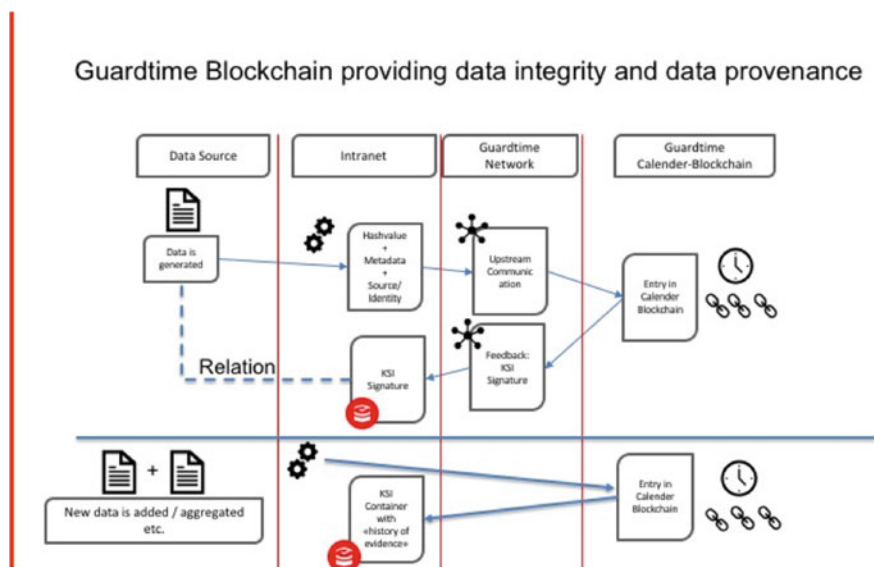 Guardtime Blockchain providing data integrity and data provenance
Data Source
Intranet
Guardtime
Network
Guardtime
Calender-Blockchain
Data is
generated
Hashvalue
+
Metadata
+
Source/
Identity
Upstream
Communic
ation
Entry in
Calender
Blockchain
Relation
KSI
Signature
Feedback:
KSI
Signature
+
New data is added / aggregated
etc.
KSI
Container
with
«history of
evidence»
Entry in
Calender
Blockchain